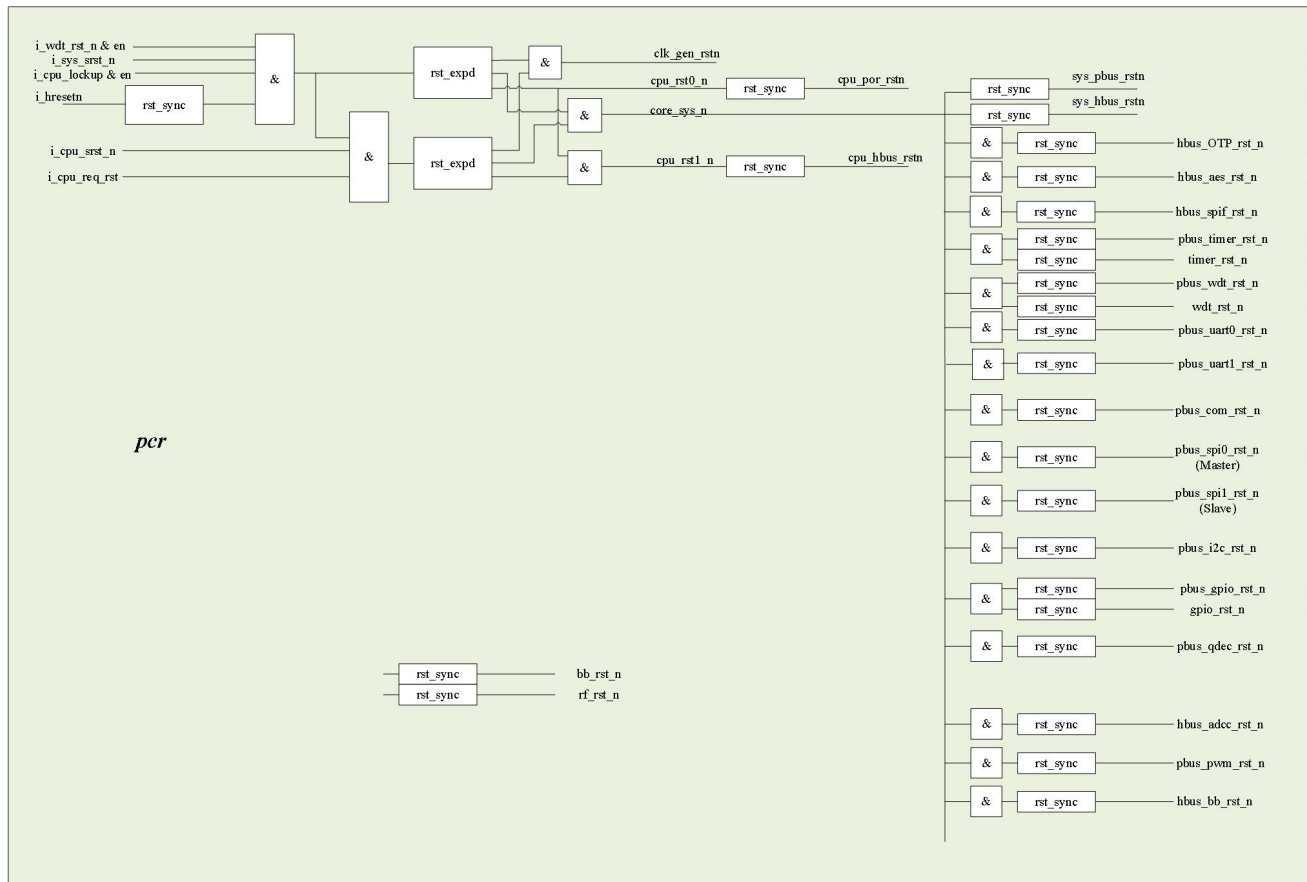 i_wdt_rst_n & en
i_sys_srst_n
i_cpu_lockup & en
i_hresetn
rst_sync
&
i_cpu_srst_n
i_cpu_req_rst
&
rst_expd
rst_expd
&
&
&
clk_gen_rstn
cpu_rst0_n
rst_sync
cpu_por_rstn
core_sys_n
cpu_rst1_n
rst_sync
cpu_hbus_rstn
rst_sync
sys_pbus_rstn
rst_sync
sys_hbus_rstn
& rst_sync hbus_OTP_rst_n
& rst_sync hbus_aes_rst_n
& rst_sync hbus_spif_rst_n
& rst_sync pbus_timer_rst_n
rst_sync timer_rst_n
& rst_sync pbus_wdt_rst_n
rst_sync wdt_rst_n
& rst_sync pbus_uart0_rst_n
& rst_sync pbus_uart1_rst_n
& rst_sync pbus_com_rst_n
pcr
& rst_sync pbus_spi0_rst_n
(Master)
& rst_sync pbus_spi1_rst_n
(Slave)
& rst_sync pbus_i2c_rst_n
& rst_sync pbus_gpio_rst_n
rst_sync gpio_rst_n
& rst_sync pbus_qdec_rst_n
rst_sync bb_rst_n
rst_sync rf_rst_n
& rst_sync hbus_adcc_rst_n
& rst_sync pbus_pwm_rst_n
& rst_sync hbus_bb_rst_n